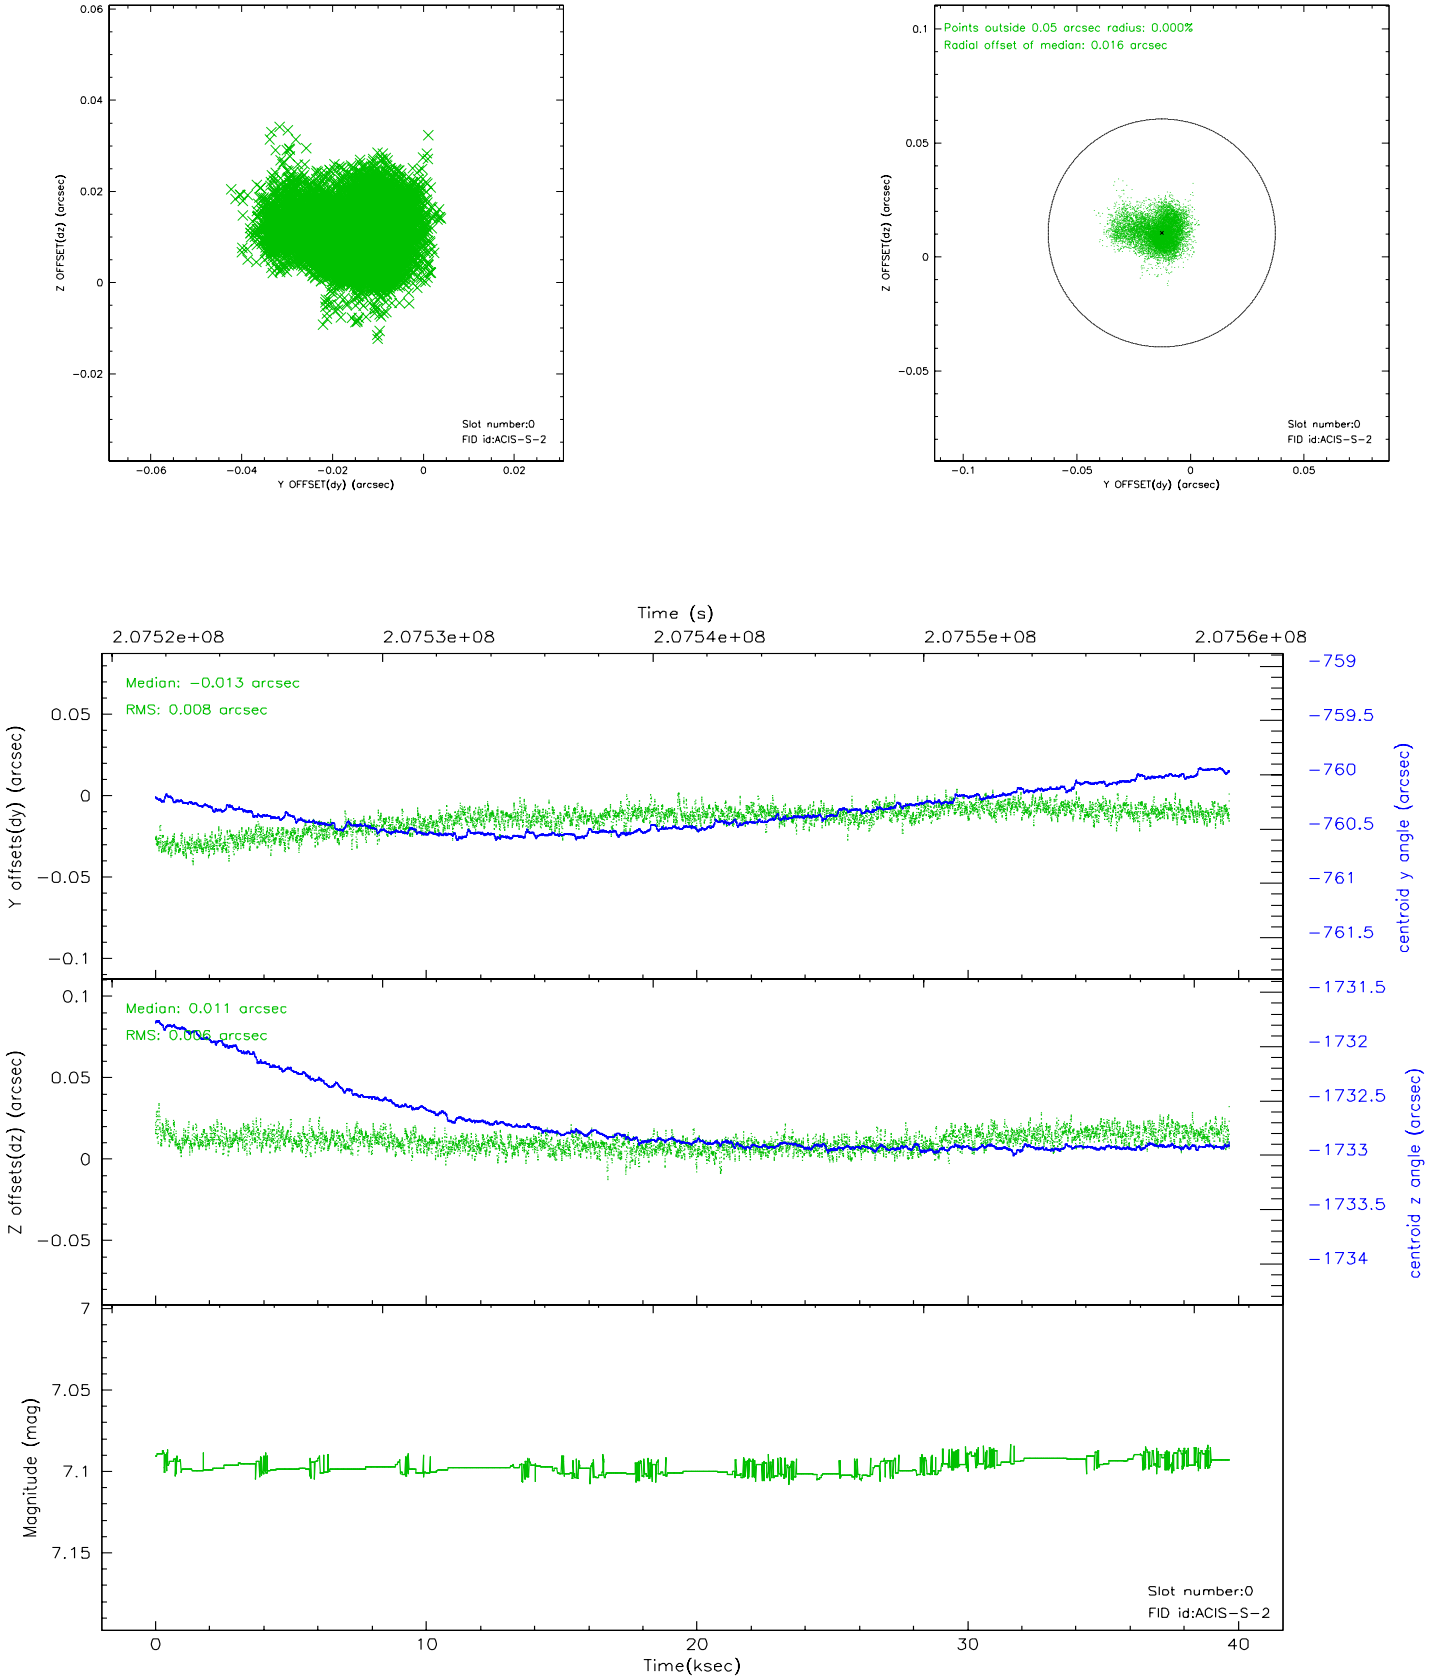 0.06
0.04
0.02
0
−0.02
Z OFFSET(dz) (arcsec)
Slot number:0
FID id:ACIS−S−2
−0.06 −0.04 −0.02 0 0.02
Y OFFSET(dy) (arcsec)
Points outside 0.05 arcsec radius: 0.000%
Radial offset of median: 0.016 arcsec
0.1
0.05
0
−0.05
Z OFFSET(dz) (arcsec)
Slot number:0
FID id:ACIS−S−2
−0.1 −0.05 0 0.05
Y OFFSET(dy) (arcsec)
Time (s)
2.0752e+08 2.0753e+08 2.0754e+08 2.0755e+08 2.0756e+08
Median: −0.013 arcsec
RMS: 0.008 arcsec
0.05
0
−0.05
−0.1
Y offsets(dy) (arcsec)
−759
−759.5
−760
−760.5
−761
−761.5
centroid y angle (arcsec)
Median: 0.011 arcsec
RMS: 0.006 arcsec
0.1
0.05
0
−0.05
Z offsets(dz) (arcsec)
−1731.5
−1732
−1732.5
−1733
−1733.5
−1734
centroid z angle (arcsec)
7
7.05
7.1
7.15
Magnitude (mag)
Slot number:0
FID id:ACIS−S−2
0 10 20 30 40
Time(ksec)